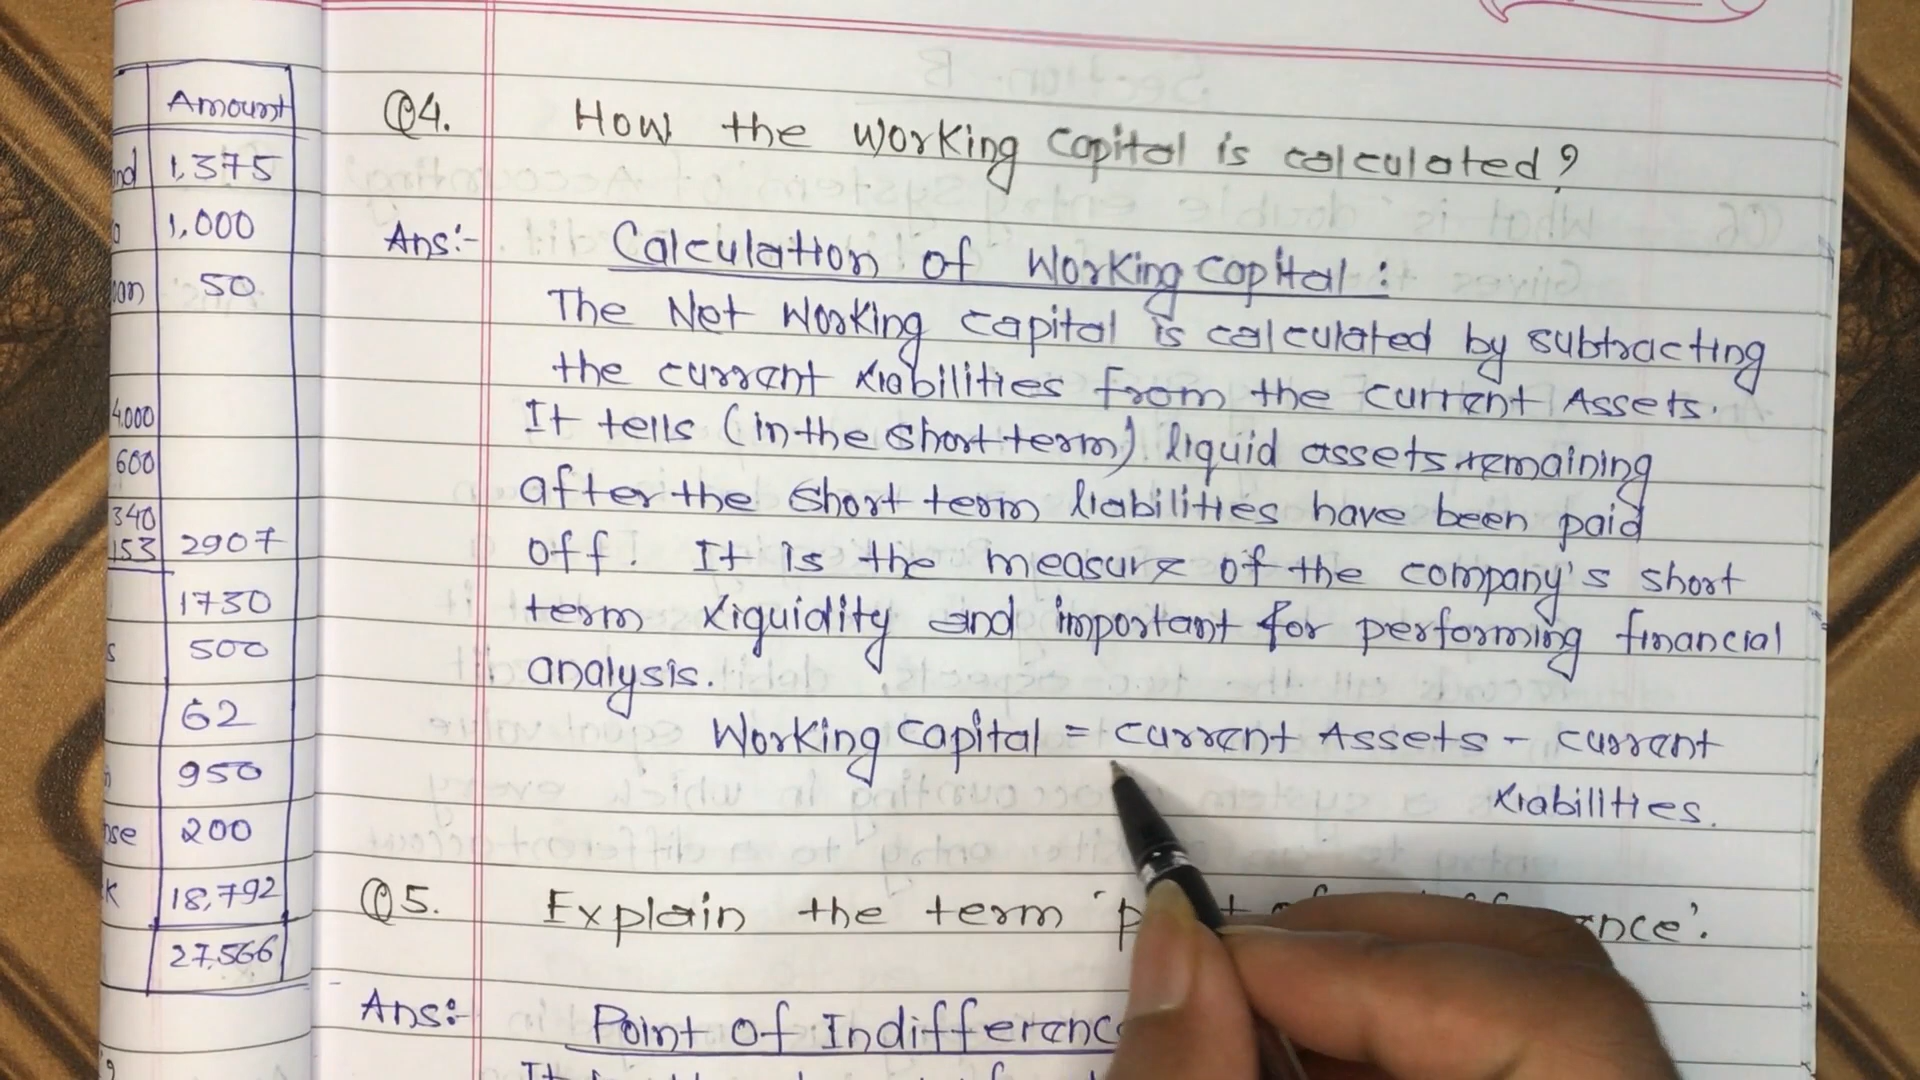 Amount
nd 1,375
1,000
50
4.000
600
340
153 2907
1730
s 500
62
950
nse 200
K 18,792
27,566
Q4. How the working capital is calculated?
Ans:- Calculation of Working capital:
The Net Working capital is calculated by subtracting
the current Liabilities from the current Assets.
It tells (in the short term) liquid assets remaining
after the short term liabilities have been paid
off. It is the measure of the company's short
term Liquidity and important for performing financial
analysis.
Working capital = current Assets - current
Liabilities.
Q5. Explain the term
Ans:- Point of Indifferenc